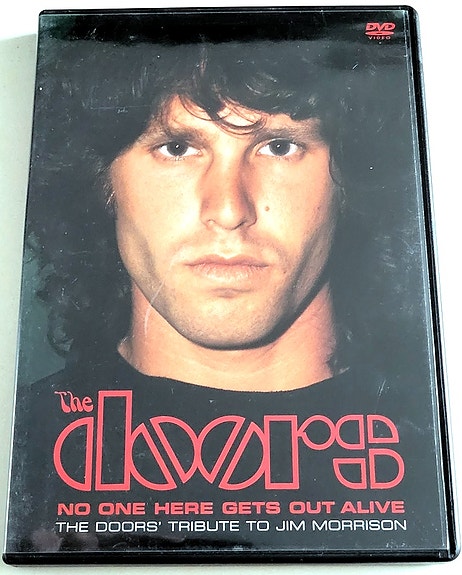 DVD
VIDEO
The
doors
NO ONE HERE GETS OUT ALIVE
THE DOORS' TRIBUTE TO JIM MORRISON